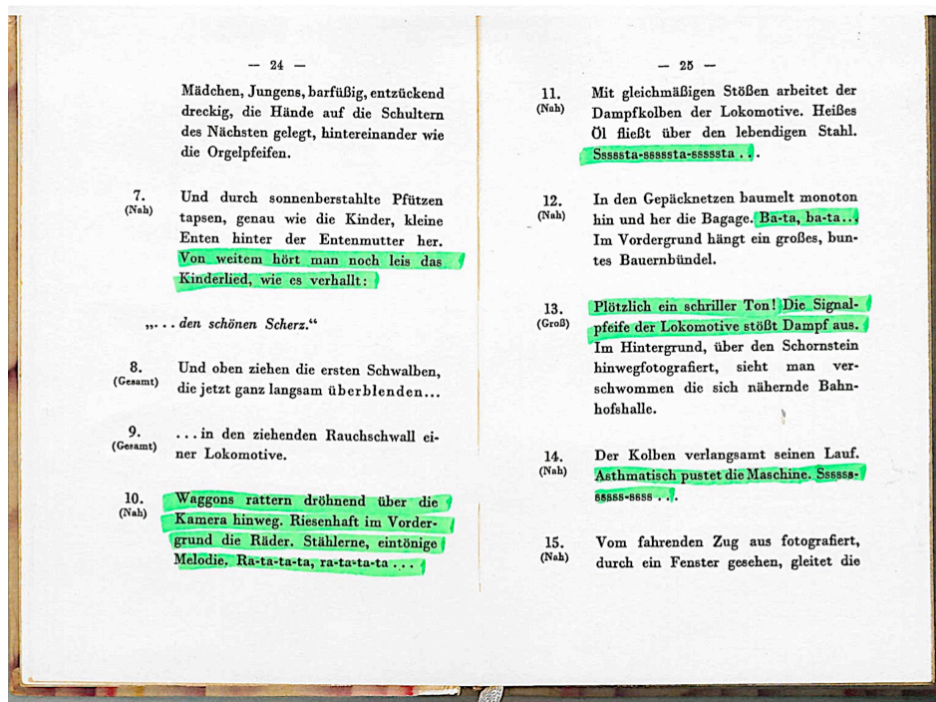 — 24 —
Mädchen, Jungens, barfüßig, entzückend
dreckig, die Hände auf die Schultern
des Nächsten gelegt, hintereinander wie
die Orgelpfeifen.
7.
(Nah)
Und durch sonnenberstahlte Pfützen
tapsen, genau wie die Kinder, kleine
Enten hinter der Entenmutter her.
Von weitem hört man noch leis das
Kinderlied, wie es verhallt:
„... den schönen Scherz.“
8.
(Gesamt)
Und oben ziehen die ersten Schwalben,
die jetzt ganz langsam überblenden...
9.
(Gesamt)
...in den ziehenden Rauchschwall ei-
ner Lokomotive.
10.
(Nah)
Waggons rattern dröhnend über die
Kamera hinweg. Riesenhaft im Vorder-
grund die Räder. Stählerne, eintönige
Melodie. Ra-ta-ta-ta, ra-ta-ta-ta ...
— 25 —
11.
(Nah)
Mit gleichmäßigen Stößen arbeitet der
Dampfkolben der Lokomotive. Heißes
Öl fließt über den lebendigen Stahl.
Sssssta-sssssta-sssssta ...
12.
(Nah)
In den Gepäcknetzen baumelt monoton
hin und her die Bagage. Ba-ta, ba-ta...
Im Vordergrund hängt ein großes, bun-
tes Bauernbündel.
13.
(Groß)
Plötzlich ein schriller Ton! Die Signal-
pfeife der Lokomotive stößt Dampf aus.
Im Hintergrund, über den Schornstein
hinwegfotografiert, sieht man ver-
schwommen die sich nähernde Bahn-
hofshalle.
14.
(Nah)
Der Kolben verlangsamt seinen Lauf.
Asthmatisch pustet die Maschine. Ssssss-
sssss-ssss ...
15.
(Nah)
Vom fahrenden Zug aus fotografiert,
durch ein Fenster gesehen, gleitet die